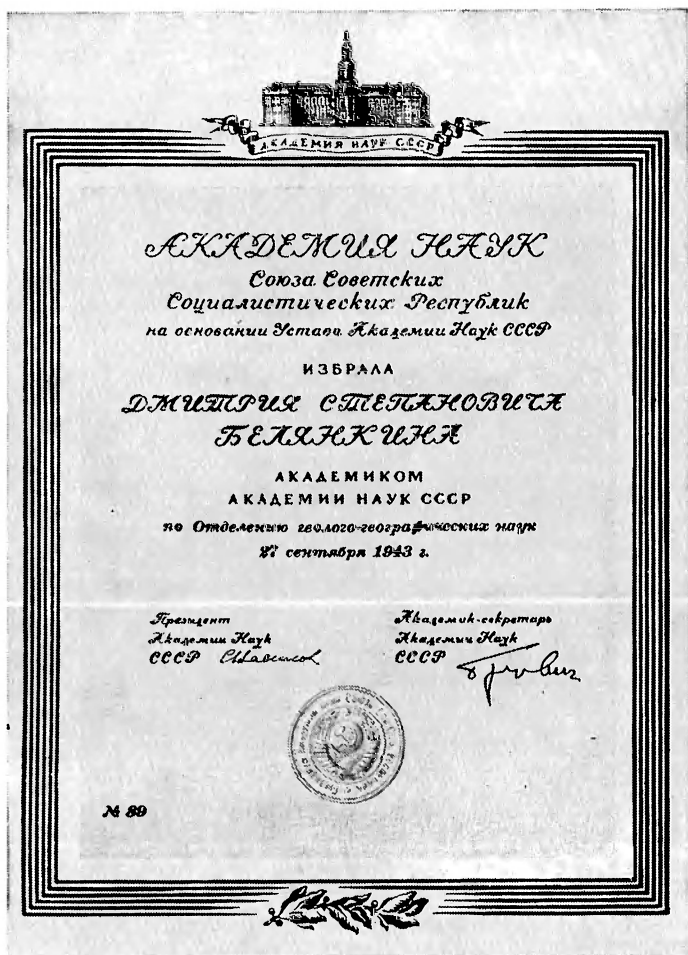 АКАДЕМИЯ НАУК СССР
АКАДЕМИЯ НАУК
Союза Советских
Социалистических Республик
на основании Устава Академии Наук СССР
ИЗБРАЛА
ДМИТРИЯ СТЕПАНОВИЧА
БЕЛЯНКИНА
АКАДЕМИКОМ
АКАДЕМИИ НАУК СССР
по Отделению геолого-географических наук
27 сентября 1943 г.
Президент
Академии Наук
СССР
Академик-секретарь
Академии Наук
СССР
№ 89